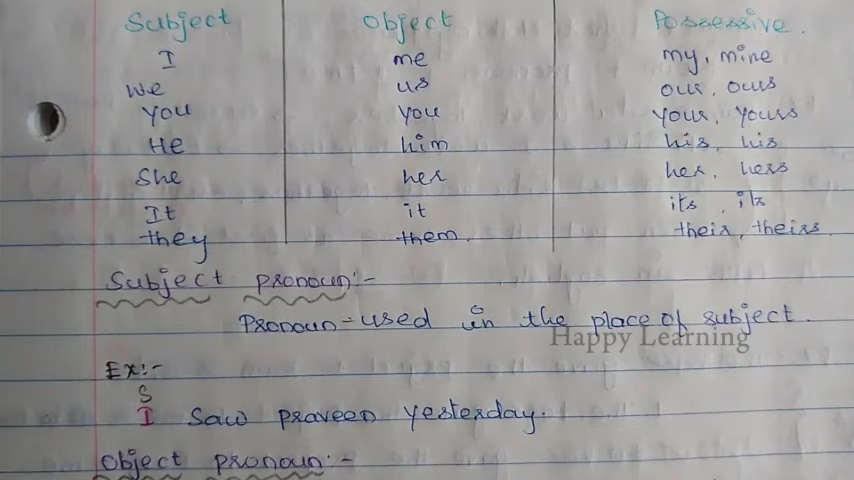 Subject Object Possessive.
I me my, mine
We us our, ours
You you your, yours
He him his, his
She her her, hers
It it its, its
they them. their, theirs.
Subject pronoun:-
Pronoun-used in the place of subject.
Happy Learning
Ex:-
S
I Saw praveen yesterday.
Object pronoun:-